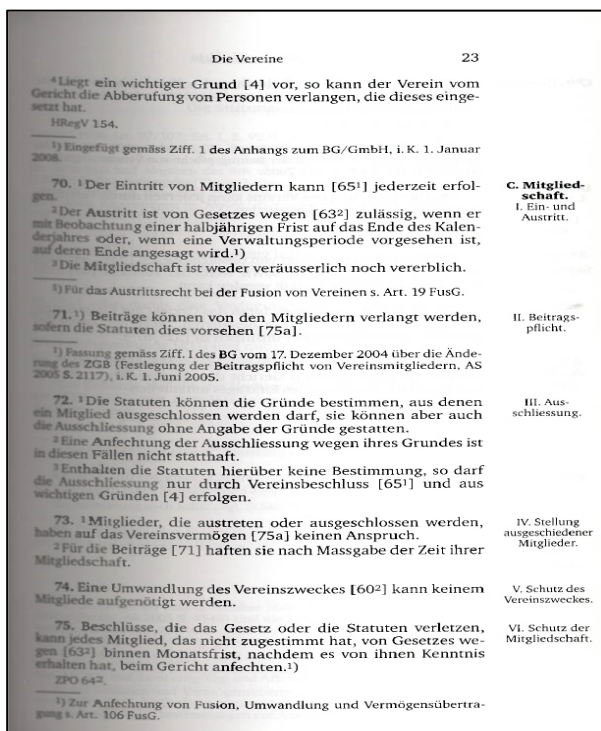 Die Vereine 23
⁴Liegt ein wichtiger Grund [4] vor, so kann der Verein vom
Gericht die Abberufung von Personen verlangen, die dieses einge-
setzt hat.
HRegV 154.
¹) Eingefügt gemäss Ziff. 1 des Anhangs zum BG/GmbH, i. K. 1. Januar
2008.
70. ¹Der Eintritt von Mitgliedern kann [65¹] jederzeit erfol-
gen.
C. Mitglied-
schaft.
I. Ein- und
Austritt.
²Der Austritt ist von Gesetzes wegen [63²] zulässig, wenn er
mit Beobachtung einer halbjährigen Frist auf das Ende des Kalen-
derjahres oder, wenn eine Verwaltungsperiode vorgesehen ist,
auf deren Ende angesagt wird.¹)
³Die Mitgliedschaft ist weder veräusserlich noch vererblich.
¹) Für das Austrittsrecht bei der Fusion von Vereinen s. Art. 19 FusG.
71.¹) Beiträge können von den Mitgliedern verlangt werden,
sofern die Statuten dies vorsehen [75a].
II. Beitrags-
pflicht.
¹) Fassung gemäss Ziff. I des BG vom 17. Dezember 2004 über die Ände-
rung des ZGB (Festlegung der Beitragspflicht von Vereinsmitgliedern, AS
2005 S. 2117), i. K. 1. Juni 2005.
72. ¹Die Statuten können die Gründe bestimmen, aus denen
ein Mitglied ausgeschlossen werden darf, sie können aber auch
die Ausschliessung ohne Angabe der Gründe gestatten.
III. Aus-
schliessung.
²Eine Anfechtung der Ausschliessung wegen ihres Grundes ist
in diesen Fällen nicht statthaft.
³Enthalten die Statuten hierüber keine Bestimmung, so darf
die Ausschliessung nur durch Vereinsbeschluss [65¹] und aus
wichtigen Gründen [4] erfolgen.
73. ¹Mitglieder, die austreten oder ausgeschlossen werden,
haben auf das Vereinsvermögen [75a] keinen Anspruch.
²Für die Beiträge [71] haften sie nach Massgabe der Zeit ihrer
Mitgliedschaft.
IV. Stellung
ausgeschiedener
Mitglieder.
74. Eine Umwandlung des Vereinszweckes [60²] kann keinem
Mitgliede aufgenötigt werden.
V. Schutz des
Vereinszweckes.
75. Beschlüsse, die das Gesetz oder die Statuten verletzen,
kann jedes Mitglied, das nicht zugestimmt hat, von Gesetzes we-
gen [63²] binnen Monatsfrist, nachdem es von ihnen Kenntnis
erhalten hat, beim Gericht anfechten.¹)
VI. Schutz der
Mitgliedschaft.
ZPO 64².
¹) Zur Anfechtung von Fusion, Umwandlung und Vermögensübertra-
gung s. Art. 106 FusG.